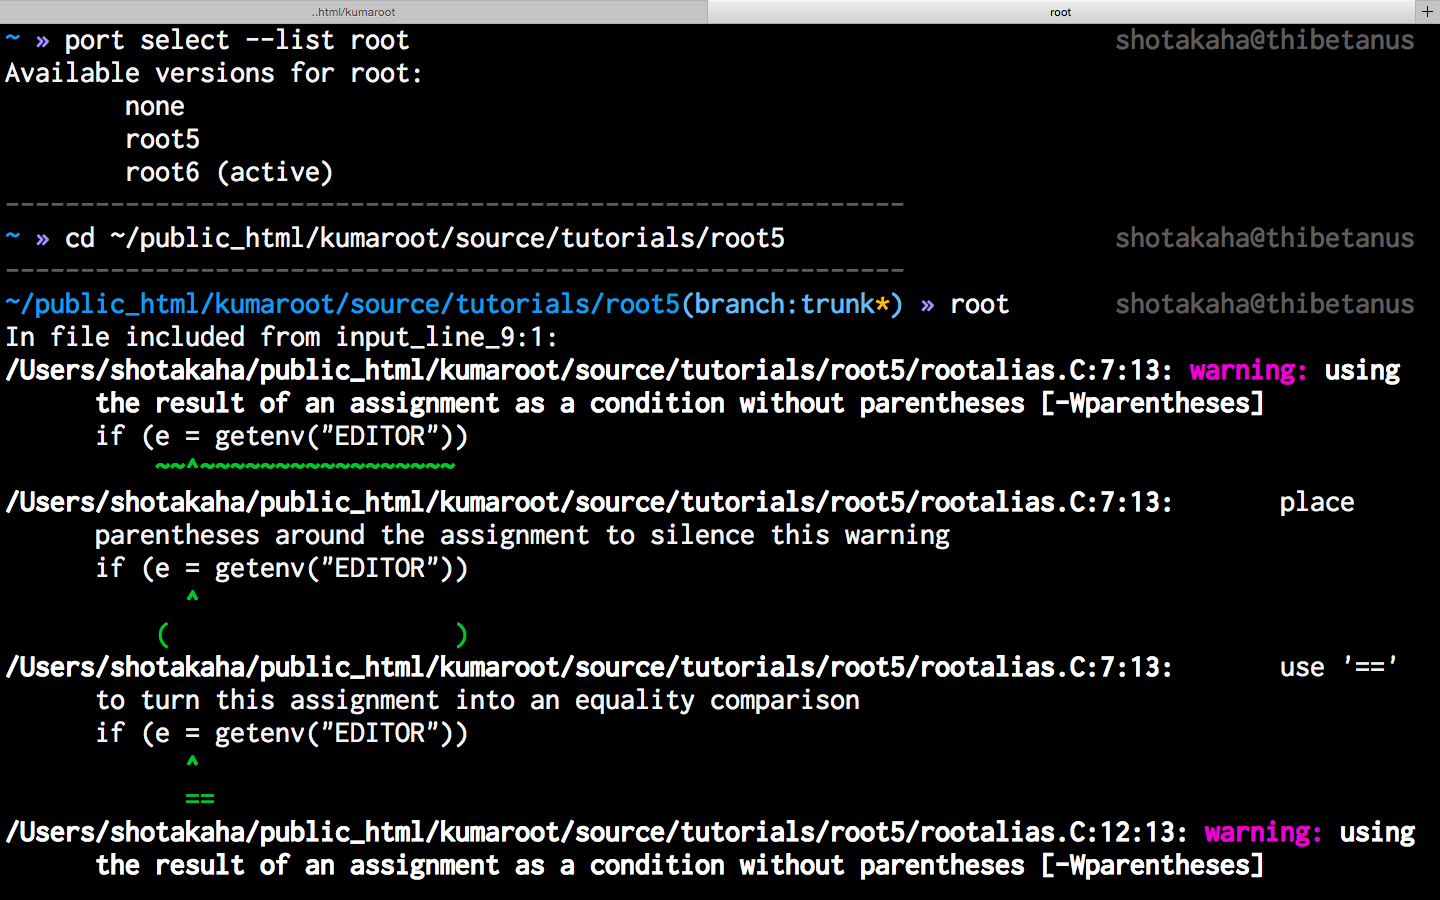 ..html/kumaroot
root
+
~ » port select --list root shotakaha@thibetanus
Available versions for root:
none
root5
root6 (active)
------------------------------------------------------------
~ » cd ~/public_html/kumaroot/source/tutorials/root5 shotakaha@thibetanus
------------------------------------------------------------
~/public_html/kumaroot/source/tutorials/root5(branch:trunk*) » root shotakaha@thibetanus
In file included from input_line_9:1:
/Users/shotakaha/public_html/kumaroot/source/tutorials/root5/rootalias.C:7:13: warning: using
the result of an assignment as a condition without parentheses [-Wparentheses]
if (e = getenv("EDITOR"))
~~^~~~~~~~~~~~~~~~~~
/Users/shotakaha/public_html/kumaroot/source/tutorials/root5/rootalias.C:7:13: place
parentheses around the assignment to silence this warning
if (e = getenv("EDITOR"))
^
( )
/Users/shotakaha/public_html/kumaroot/source/tutorials/root5/rootalias.C:7:13: use '=='
to turn this assignment into an equality comparison
if (e = getenv("EDITOR"))
^
==
/Users/shotakaha/public_html/kumaroot/source/tutorials/root5/rootalias.C:12:13: warning: using
the result of an assignment as a condition without parentheses [-Wparentheses]